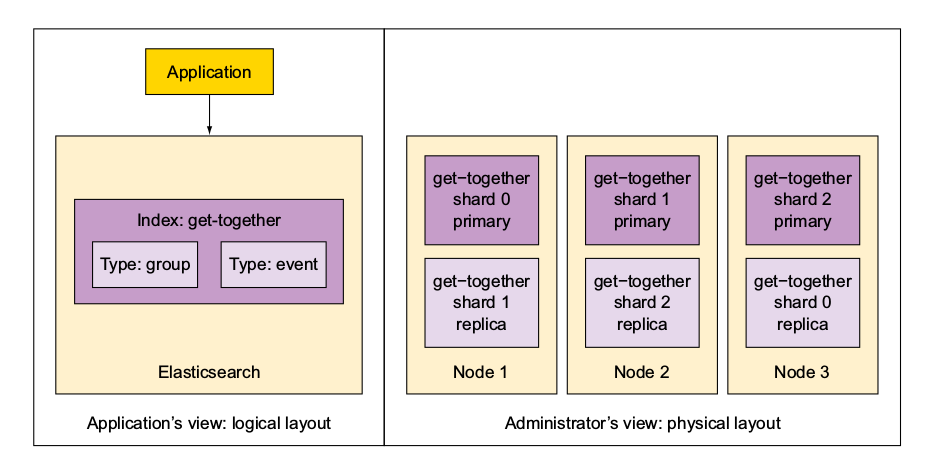 Application
Index: get-together
Type: group
Type: event
Elasticsearch
Application's view: logical layout
get−together
shard 0
primary
get−together
shard 1
replica
Node 1
get−together
shard 1
primary
get−together
shard 2
replica
Node 2
get−together
shard 2
primary
get−together
shard 0
replica
Node 3
Administrator's view: physical layout